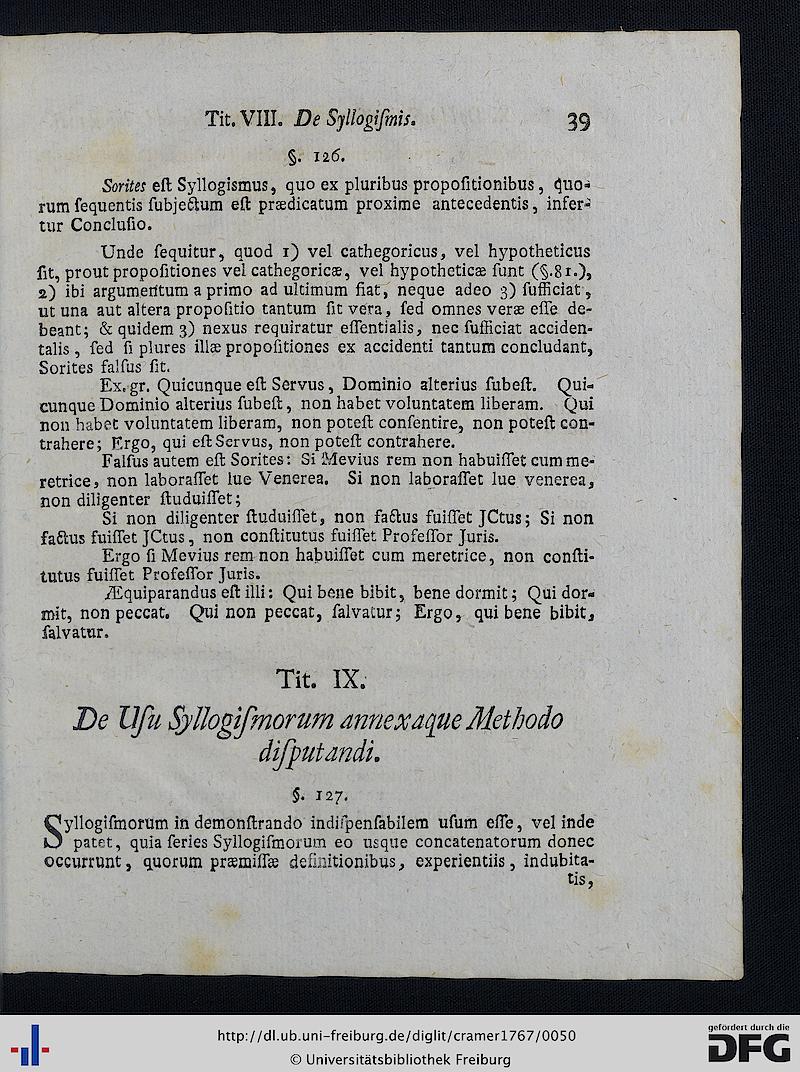 Tit. VIII. De Syllogiſmis. 39
§. 126.
Sorites eſt Syllogismus, quo ex pluribus propoſitionibus, quo-
rum ſequentis ſubjectum eſt prædicatum proxime antecedentis, infer-
tur Concluſio.
Unde ſequitur, quod 1) vel cathegoricus, vel hypotheticus
ſit, prout propoſitiones vel cathegoricæ, vel hypotheticæ ſunt (§. 81.),
2) ibi argumentum a primo ad ultimum fiat, neque adeo 3) ſufficiat,
ut una aut altera propoſitio tantum ſit vera, ſed omnes veræ eſſe de-
beant; & quidem 3) nexus requiratur eſſentialis, nec ſufficiat acciden-
talis, ſed ſi plures illæ propoſitiones ex accidenti tantum concludant,
Sorites falſus ſit.
Ex. gr. Quicunque eſt Servus, Dominio alterius ſubeſt. Qui-
cunque Dominio alterius ſubeſt, non habet voluntatem liberam. Qui
non habet voluntatem liberam, non poteſt conſentire, non poteſt con-
trahere; Ergo, qui eſt Servus, non poteſt contrahere.
Falſus autem eſt Sorites: Si Mevius rem non habuiſſet cum me-
retrice, non laboraſſet lue Venerea. Si non laboraſſet lue venerea,
non diligenter ſtuduiſſet;
Si non diligenter ſtuduiſſet, non factus fuiſſet JCtus; Si non
factus fuiſſet JCtus, non conſtitutus fuiſſet Profeſſor Juris.
Ergo ſi Mevius rem non habuiſſet cum meretrice, non conſti-
tutus fuiſſet Profeſſor Juris.
Æquiparandus eſt illi: Qui bene bibit, bene dormit; Qui dor-
mit, non peccat. Qui non peccat, ſalvatur; Ergo, qui bene bibit,
ſalvatur.
Tit. IX.
De Uſu Syllogiſmorum annexaque Methodo
diſputandi.
§. 127.
Syllogiſmorum in demonſtrando indiſpenſabilem uſum eſſe, vel inde
patet, quia ſeries Syllogiſmorum eo usque concatenatorum donec
occurrunt, quorum præmiſſæ definitionibus, experientiis, indubita-
tis,
http://dl.ub.uni-freiburg.de/diglit/cramer1767/0050
© Universitätsbibliothek Freiburg
gefördert durch die
DFG